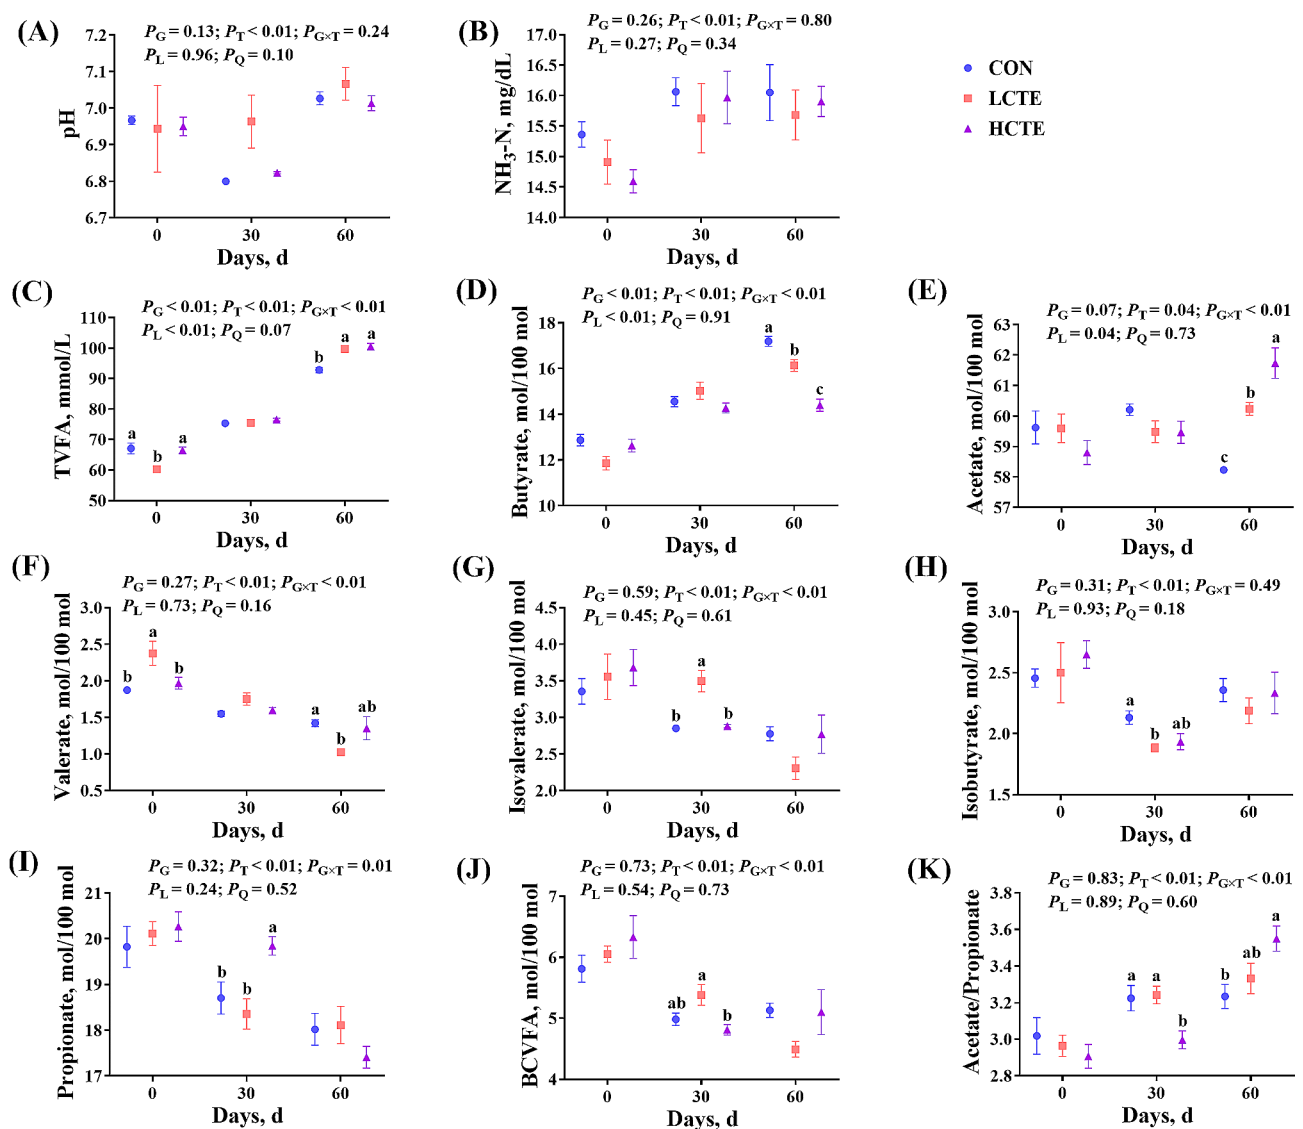 (A)
P_G = 0.13; P_T < 0.01; P_G×T = 0.24
P_L = 0.96; P_Q = 0.10
pH
7.2
7.1
7.0
6.9
6.8
6.7
0 30 60
Days, d
(B)
P_G = 0.26; P_T < 0.01; P_G×T = 0.80
P_L = 0.27; P_Q = 0.34
NH3-N, mg/dL
17.0
16.5
16.0
15.5
15.0
14.5
14.0
0 30 60
Days, d
CON
LCTE
HCTE
(C)
P_G < 0.01; P_T < 0.01; P_G×T < 0.01
P_L < 0.01; P_Q = 0.07
TVFA, mmol/L
110
100
90
80
70
60
50
a b a
b a a
0 30 60
Days, d
(D)
P_G < 0.01; P_T < 0.01; P_G×T < 0.01
P_L < 0.01; P_Q = 0.91
Butyrate, mol/100 mol
18
16
14
12
10
a b c
0 30 60
Days, d
(E)
P_G = 0.07; P_T = 0.04; P_G×T < 0.01
P_L = 0.04; P_Q = 0.73
Acetate, mol/100 mol
63
62
61
60
59
58
57
c b a
0 30 60
Days, d
(F)
P_G = 0.27; P_T < 0.01; P_G×T < 0.01
P_L = 0.73; P_Q = 0.16
Valerate, mol/100 mol
3.0
2.5
2.0
1.5
1.0
0.5
b a b
a b ab
0 30 60
Days, d
(G)
P_G = 0.59; P_T < 0.01; P_G×T < 0.01
P_L = 0.45; P_Q = 0.61
Isovalerate, mol/100 mol
4.5
4.0
3.5
3.0
2.5
2.0
b a b
0 30 60
Days, d
(H)
P_G = 0.31; P_T < 0.01; P_G×T = 0.49
P_L = 0.93; P_Q = 0.18
Isobutyrate, mol/100 mol
3.0
2.5
2.0
1.5
a b ab
0 30 60
Days, d
(I)
P_G = 0.32; P_T < 0.01; P_G×T = 0.01
P_L = 0.24; P_Q = 0.52
Propionate, mol/100 mol
21
20
19
18
17
b b a
0 30 60
Days, d
(J)
P_G = 0.73; P_T < 0.01; P_G×T < 0.01
P_L = 0.54; P_Q = 0.73
BCVFA, mol/100 mol
7
6
5
4
ab a b
0 30 60
Days, d
(K)
P_G = 0.83; P_T < 0.01; P_G×T < 0.01
P_L = 0.89; P_Q = 0.60
Acetate/Propionate
3.8
3.6
3.4
3.2
3.0
2.8
a a b
b ab a
0 30 60
Days, d